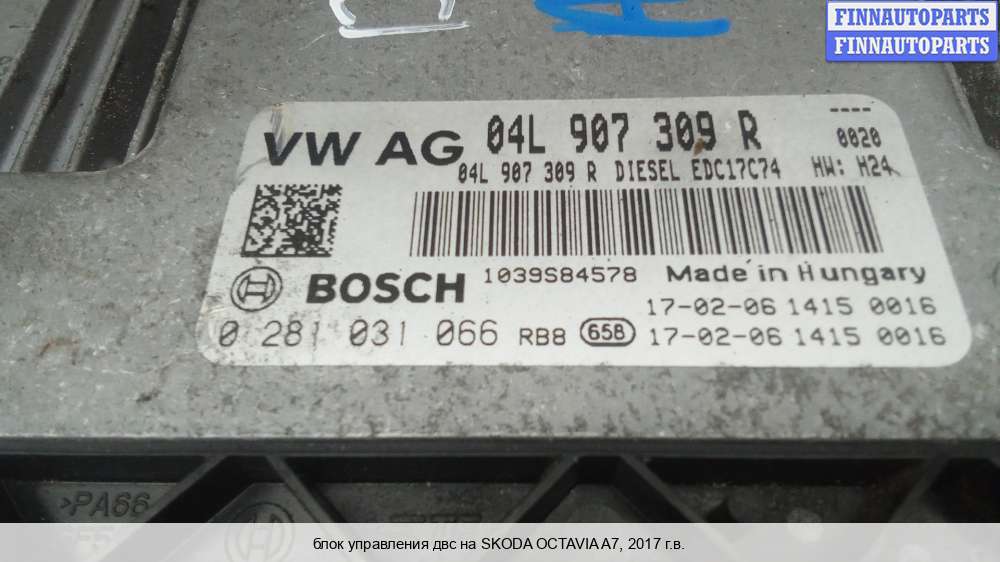 FINNAUTOPARTS
FINNAUTOPARTS
VW AG 04L 907 309 R
----
0020
04L 907 309 R DIESEL EDC17C74 HW: H24
BOSCH 1039S84578 Made in Hungary
17-02-06 1415 0016
0 281 031 066 RB8 658 17-02-06 1415 0016
>PA66
блок управления двс на SKODA OCTAVIA A7, 2017 г.в.